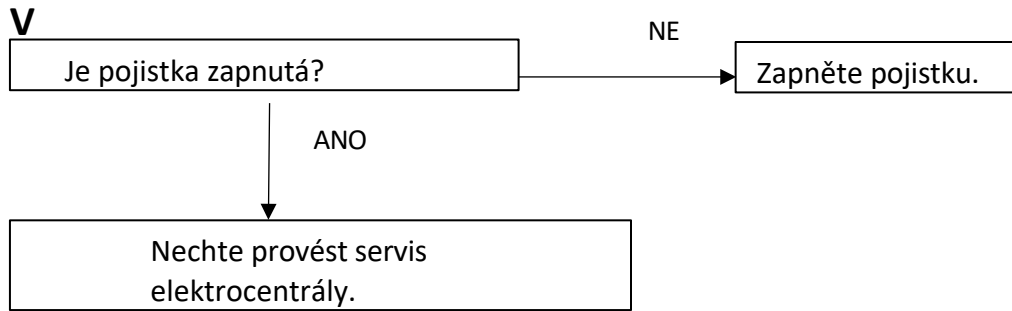 V
NE
Je pojistka zapnutá?
Zapněte pojistku.
ANO
Nechte provést servis
elektrocentrály.